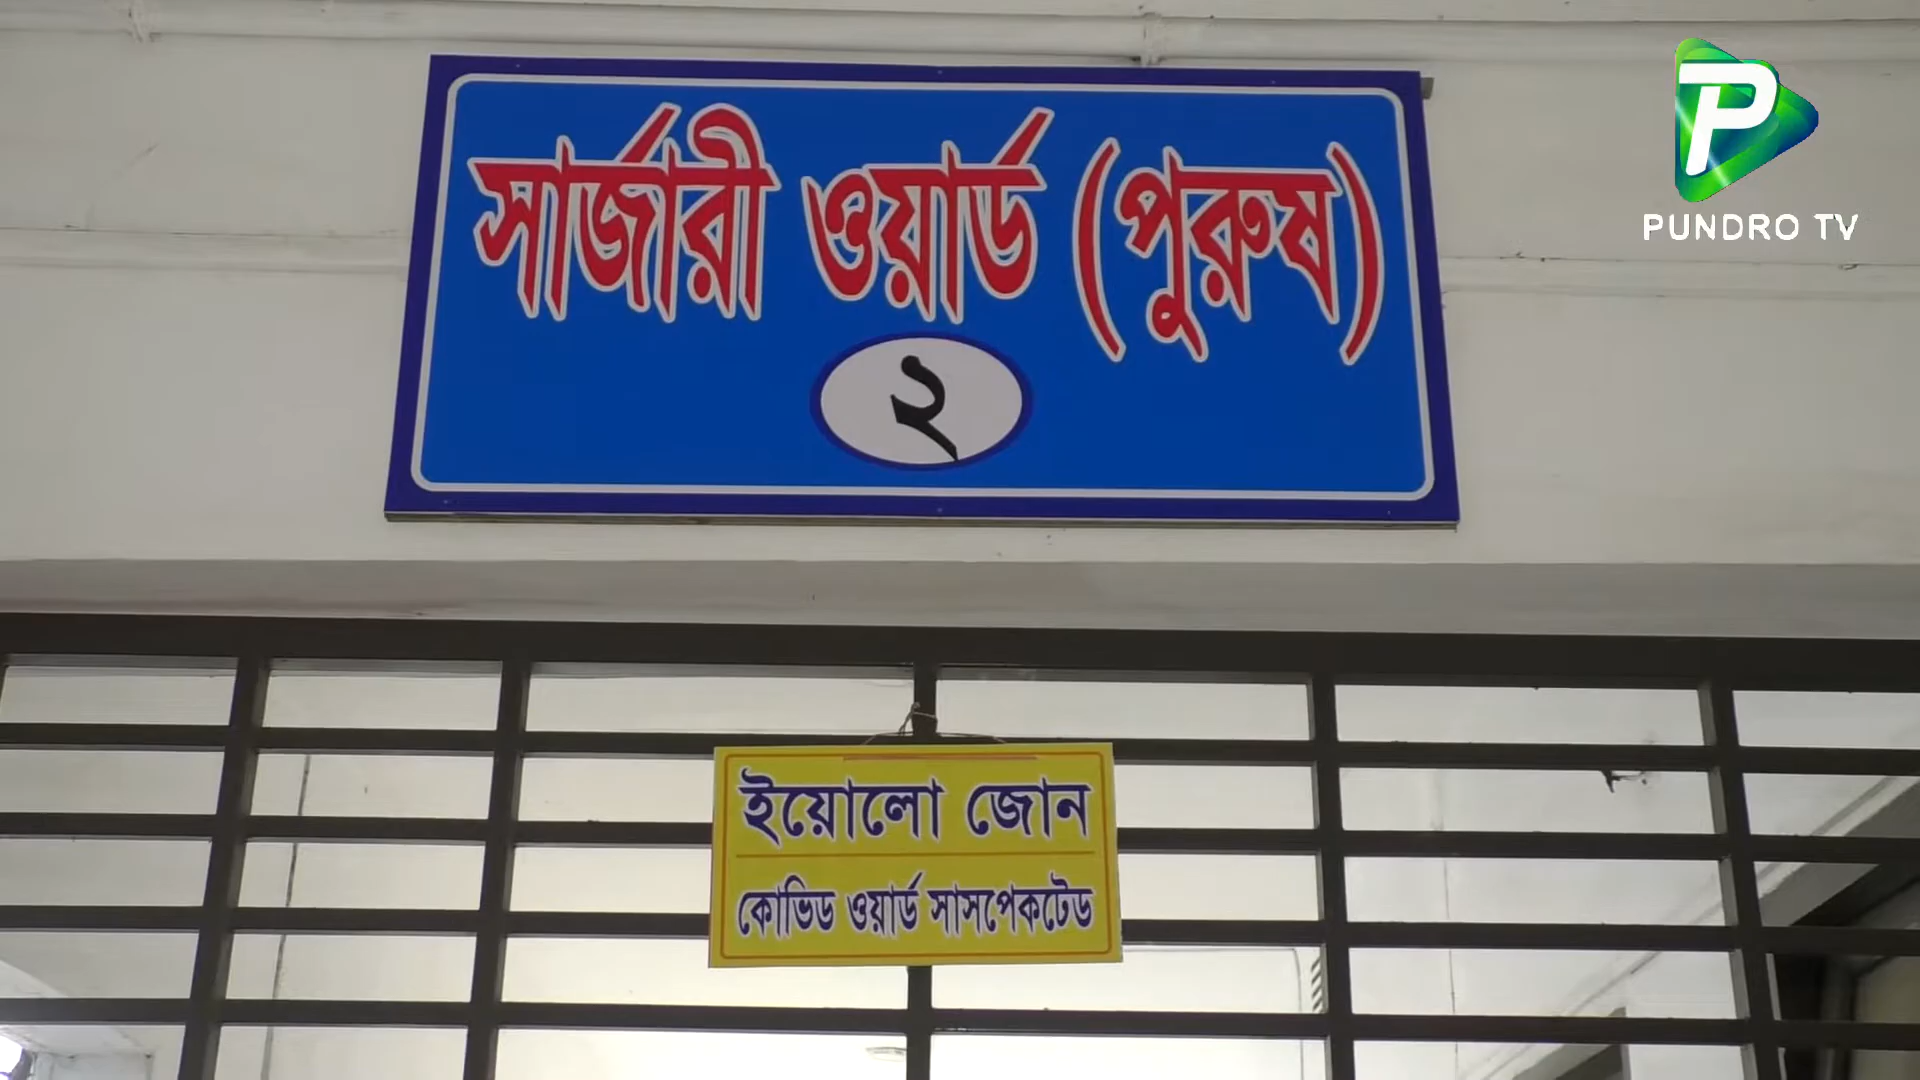 সার্জারী ওয়ার্ড (পুরুষ)
২
PUNDRO TV
ইয়োলো জোন
কোভিড ওয়ার্ড সাসপেকটেড